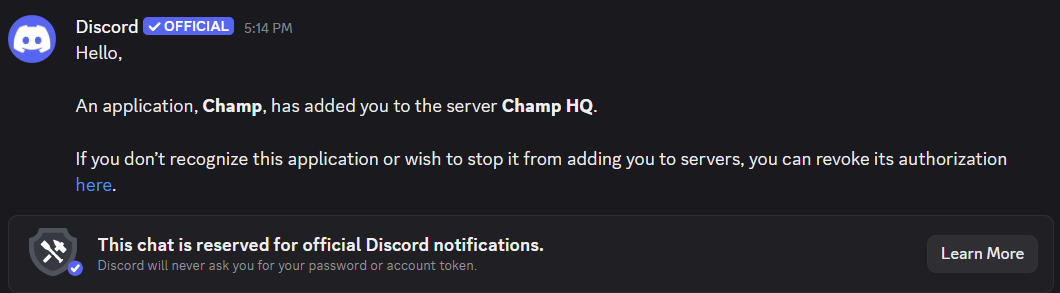 Discord ✓ OFFICIAL 5:14 PM
Hello,
An application, Champ, has added you to the server Champ HQ.
If you don’t recognize this application or wish to stop it from adding you to servers, you can revoke its authorization
here.
This chat is reserved for official Discord notifications.
Discord will never ask you for your password or account token.
Learn More